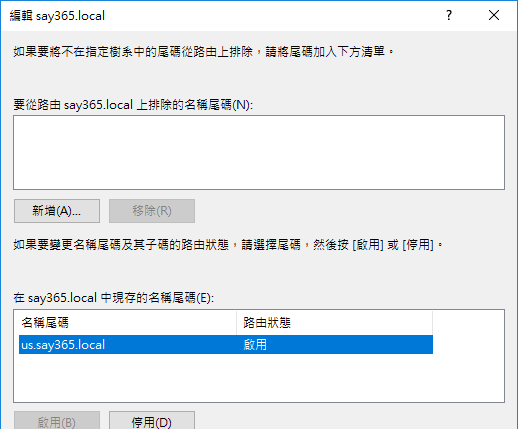 編輯 say365.local
?
如果要將不在指定樹系中的尾碼從路由上排除，請將尾碼加入下方清單。
要從路由 say365.local 上排除的名稱尾碼(N):
新增(A)... 移除(R)
如果要變更名稱尾碼及其子碼的路由狀態，請選擇尾碼，然後按 [啟用] 或 [停用]。
在 say365.local 中現存的名稱尾碼(E):
名稱尾碼 路由狀態
us.say365.local 啟用
啟用(B) 停用(D)